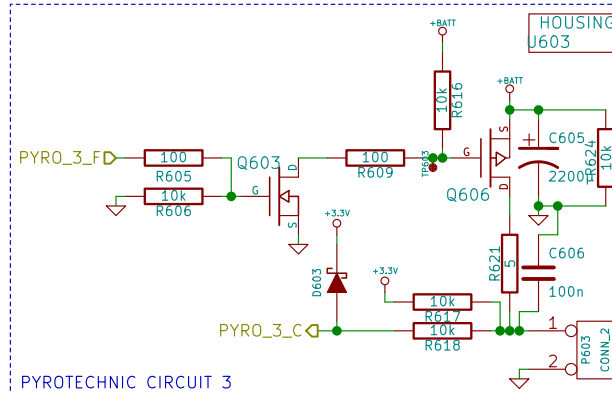 HOUSING
U603
+BATT
10k
R616
+BATT
C605
2200
R624
10k
PYRO_3_F
100
R605
10k
R606
Q603
D
G
S
100
R609
TP603
G
S
D
Q606
+3.3V
D603
+3.3V
R621
5
C606
100n
10k
R617
10k
R618
PYRO_3_C
1
2
P603
CONN_2
PYROTECHNIC CIRCUIT 3